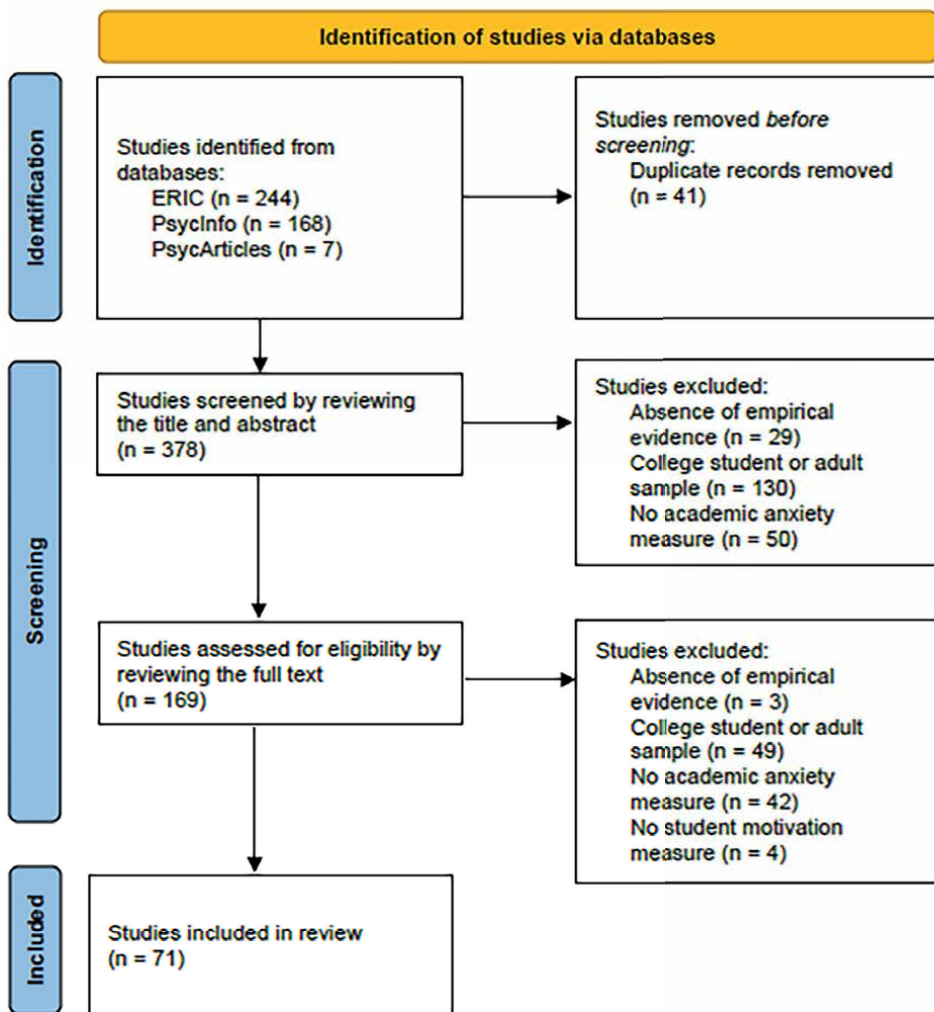 Identification of studies via databases
Identification
Studies identified from
databases:
ERIC (n = 244)
PsycInfo (n = 168)
PsycArticles (n = 7)
Studies removed before
screening:
Duplicate records removed
(n = 41)
Screening
Studies screened by reviewing
the title and abstract
(n = 378)
Studies excluded:
Absence of empirical
evidence (n = 29)
College student or adult
sample (n = 130)
No academic anxiety
measure (n = 50)
Studies assessed for eligibility by
reviewing the full text
(n = 169)
Studies excluded:
Absence of empirical
evidence (n = 3)
College student or adult
sample (n = 49)
No academic anxiety
measure (n = 42)
No student motivation
measure (n = 4)
Included
Studies included in review
(n = 71)